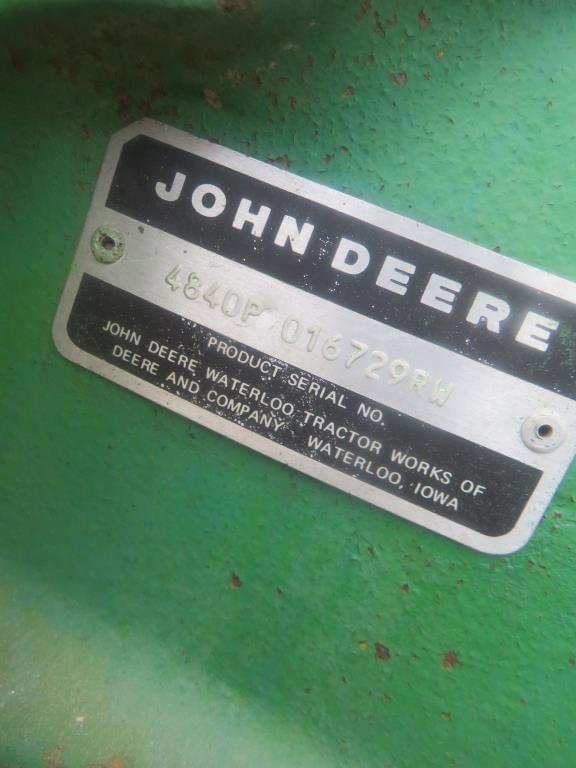 JOHN DEERE
4840P 016729RW
PRODUCT SERIAL NO.
JOHN DEERE WATERLOO TRACTOR WORKS OF
DEERE AND COMPANY WATERLOO, IOWA